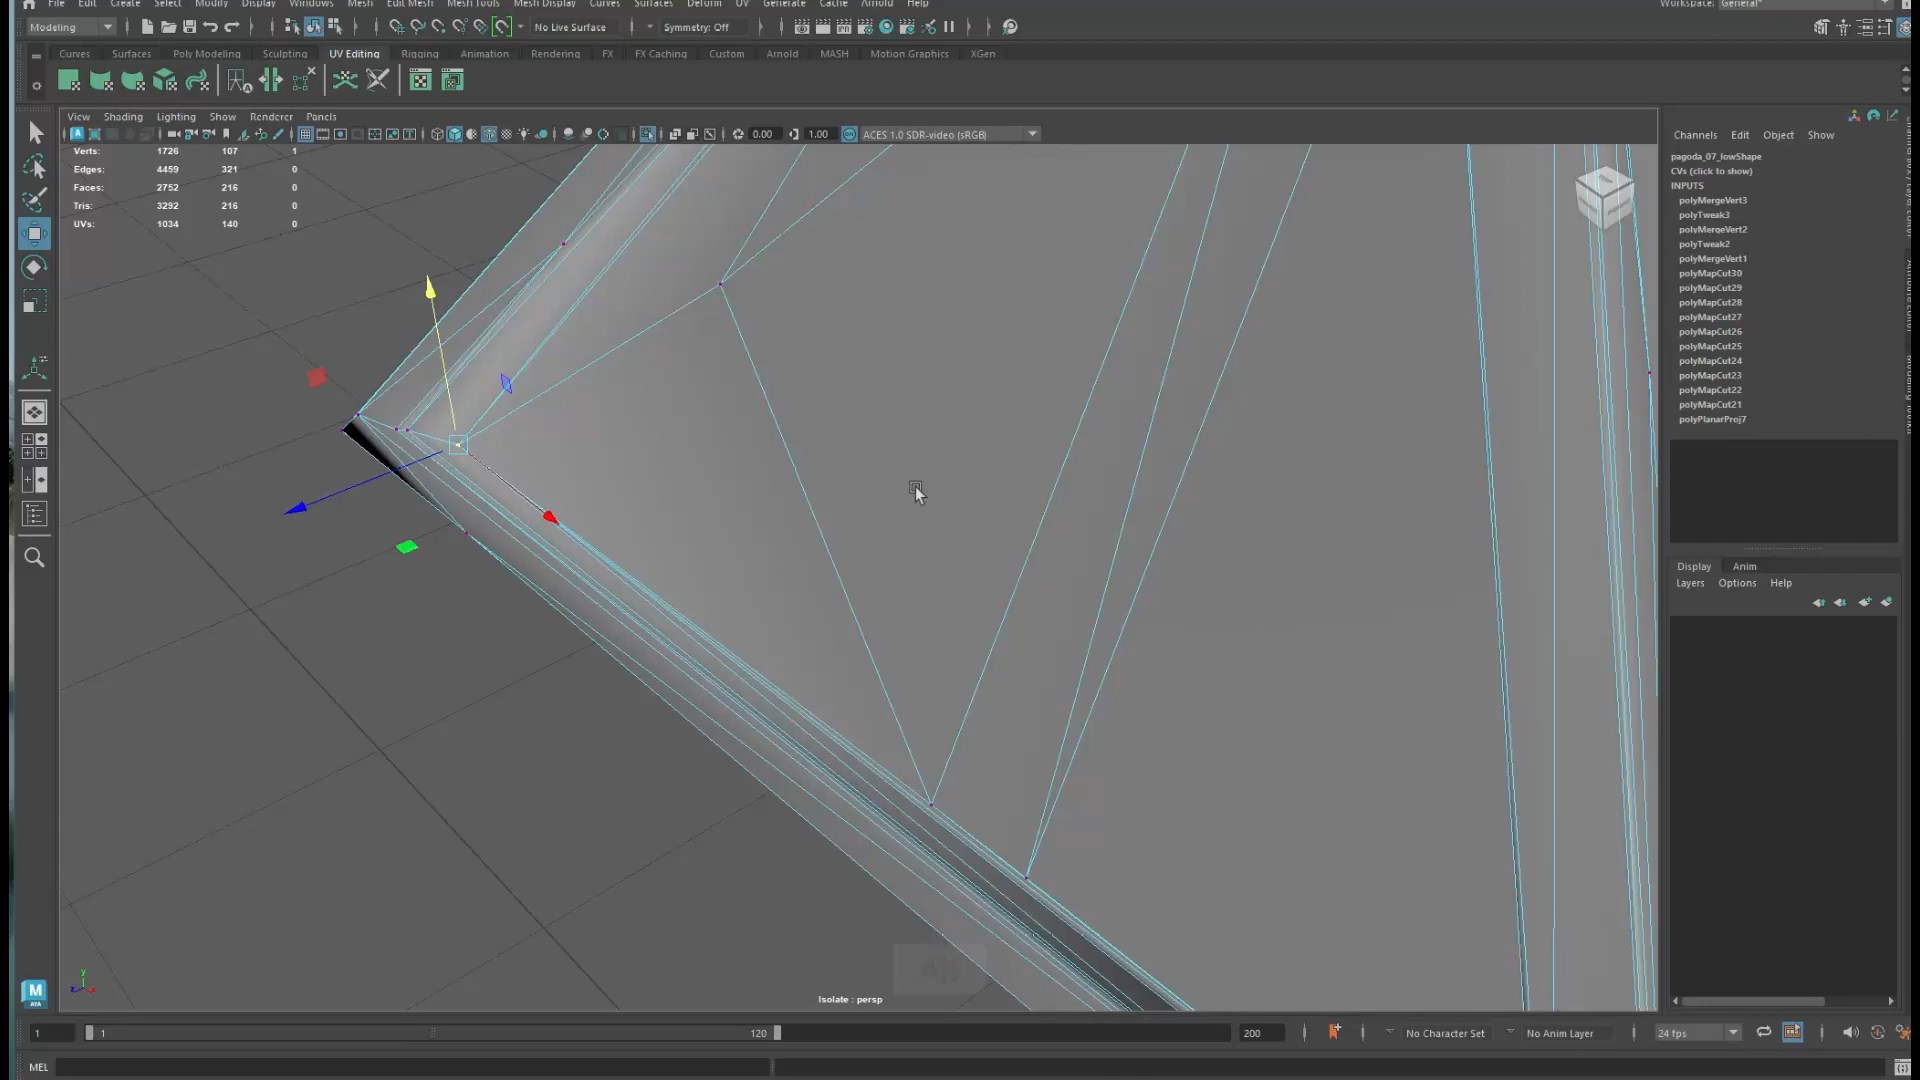 File Edit Create Select Modify Display Windows Mesh Edit Mesh Mesh Tools Mesh Display Curves Surfaces Deform UV Generate Cache Arnold Help Workspace: General*
Modeling No Live Surface Symmetry: Off
Curves Surfaces Poly Modeling Sculpting UV Editing Rigging Animation Rendering FX FX Caching Custom Arnold MASH Motion Graphics XGen
View Shading Lighting Show Renderer Panels
0.00 1.00 ACES 1.0 SDR-video (sRGB)
Verts: 1726 107 1
Edges: 4459 321 0
Faces: 2752 216 0
Tris: 3292 216 0
UVs: 1034 140 0
Channels Edit Object Show
pagoda_07_lowShape
CVs (click to show)
INPUTS
polyMergeVert3
polyTweak3
polyMergeVert2
polyTweak2
polyMergeVert1
polyMapCut30
polyMapCut29
polyMapCut28
polyMapCut27
polyMapCut26
polyMapCut25
polyMapCut24
polyMapCut23
polyMapCut22
polyMapCut21
polyPlanarProj7
Display Anim
Layers Options Help
Alt
Isolate : persp
y
z x
M
AYA
1 1 120 200 No Character Set No Anim Layer 24 fps
MEL